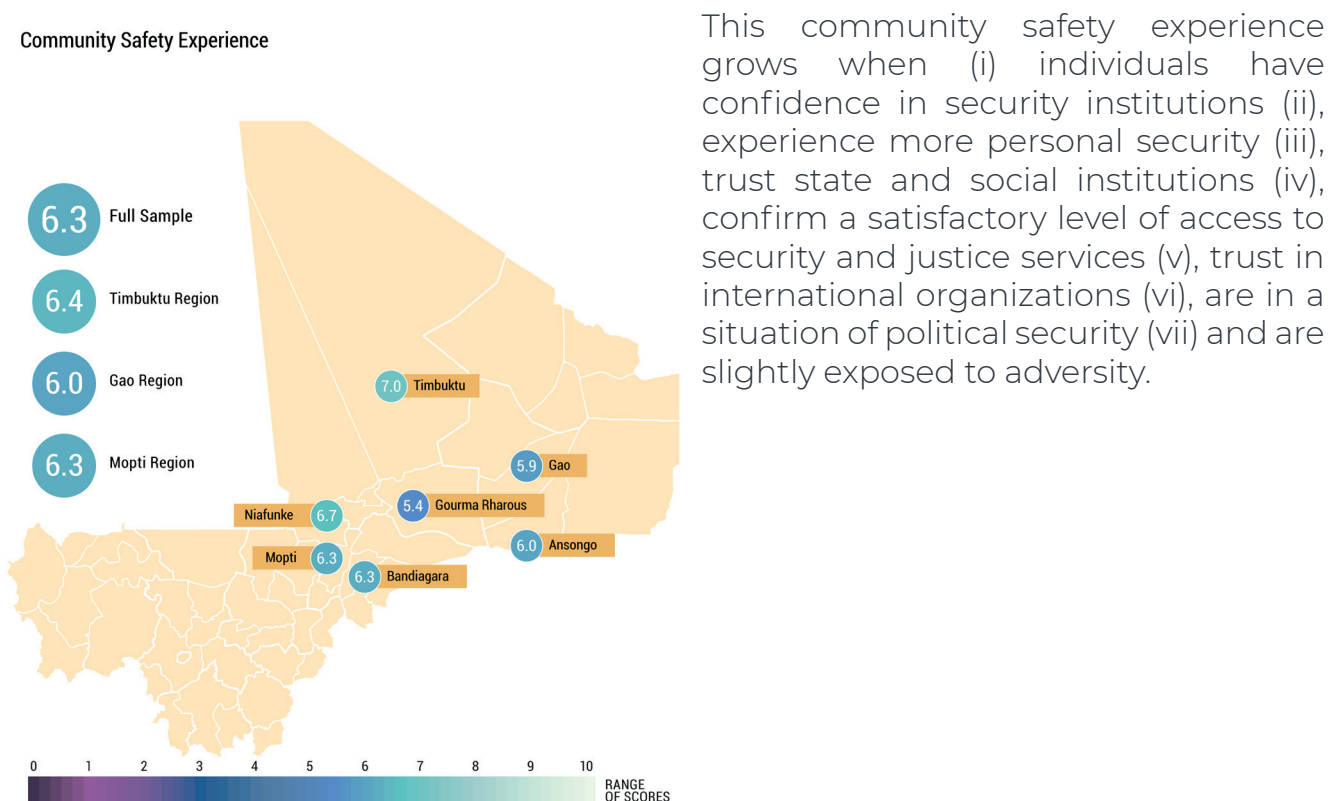 Community Safety Experience
6.3 Full Sample
6.4 Timbuktu Region
6.0 Gao Region
6.3 Mopti Region
7.0 Timbuktu
5.9 Gao
5.4 Gourma Rharous
Niafunke 6.7
6.0 Ansongo
Mopti 6.3
6.3 Bandiagara
0 1 2 3 4 5 6 7 8 9 10
RANGE
OF SCORES
This community safety experience
grows when (i) individuals have
confidence in security institutions (ii),
experience more personal security (iii),
trust state and social institutions (iv),
confirm a satisfactory level of access to
security and justice services (v), trust in
international organizations (vi), are in a
situation of political security (vii) and are
slightly exposed to adversity.